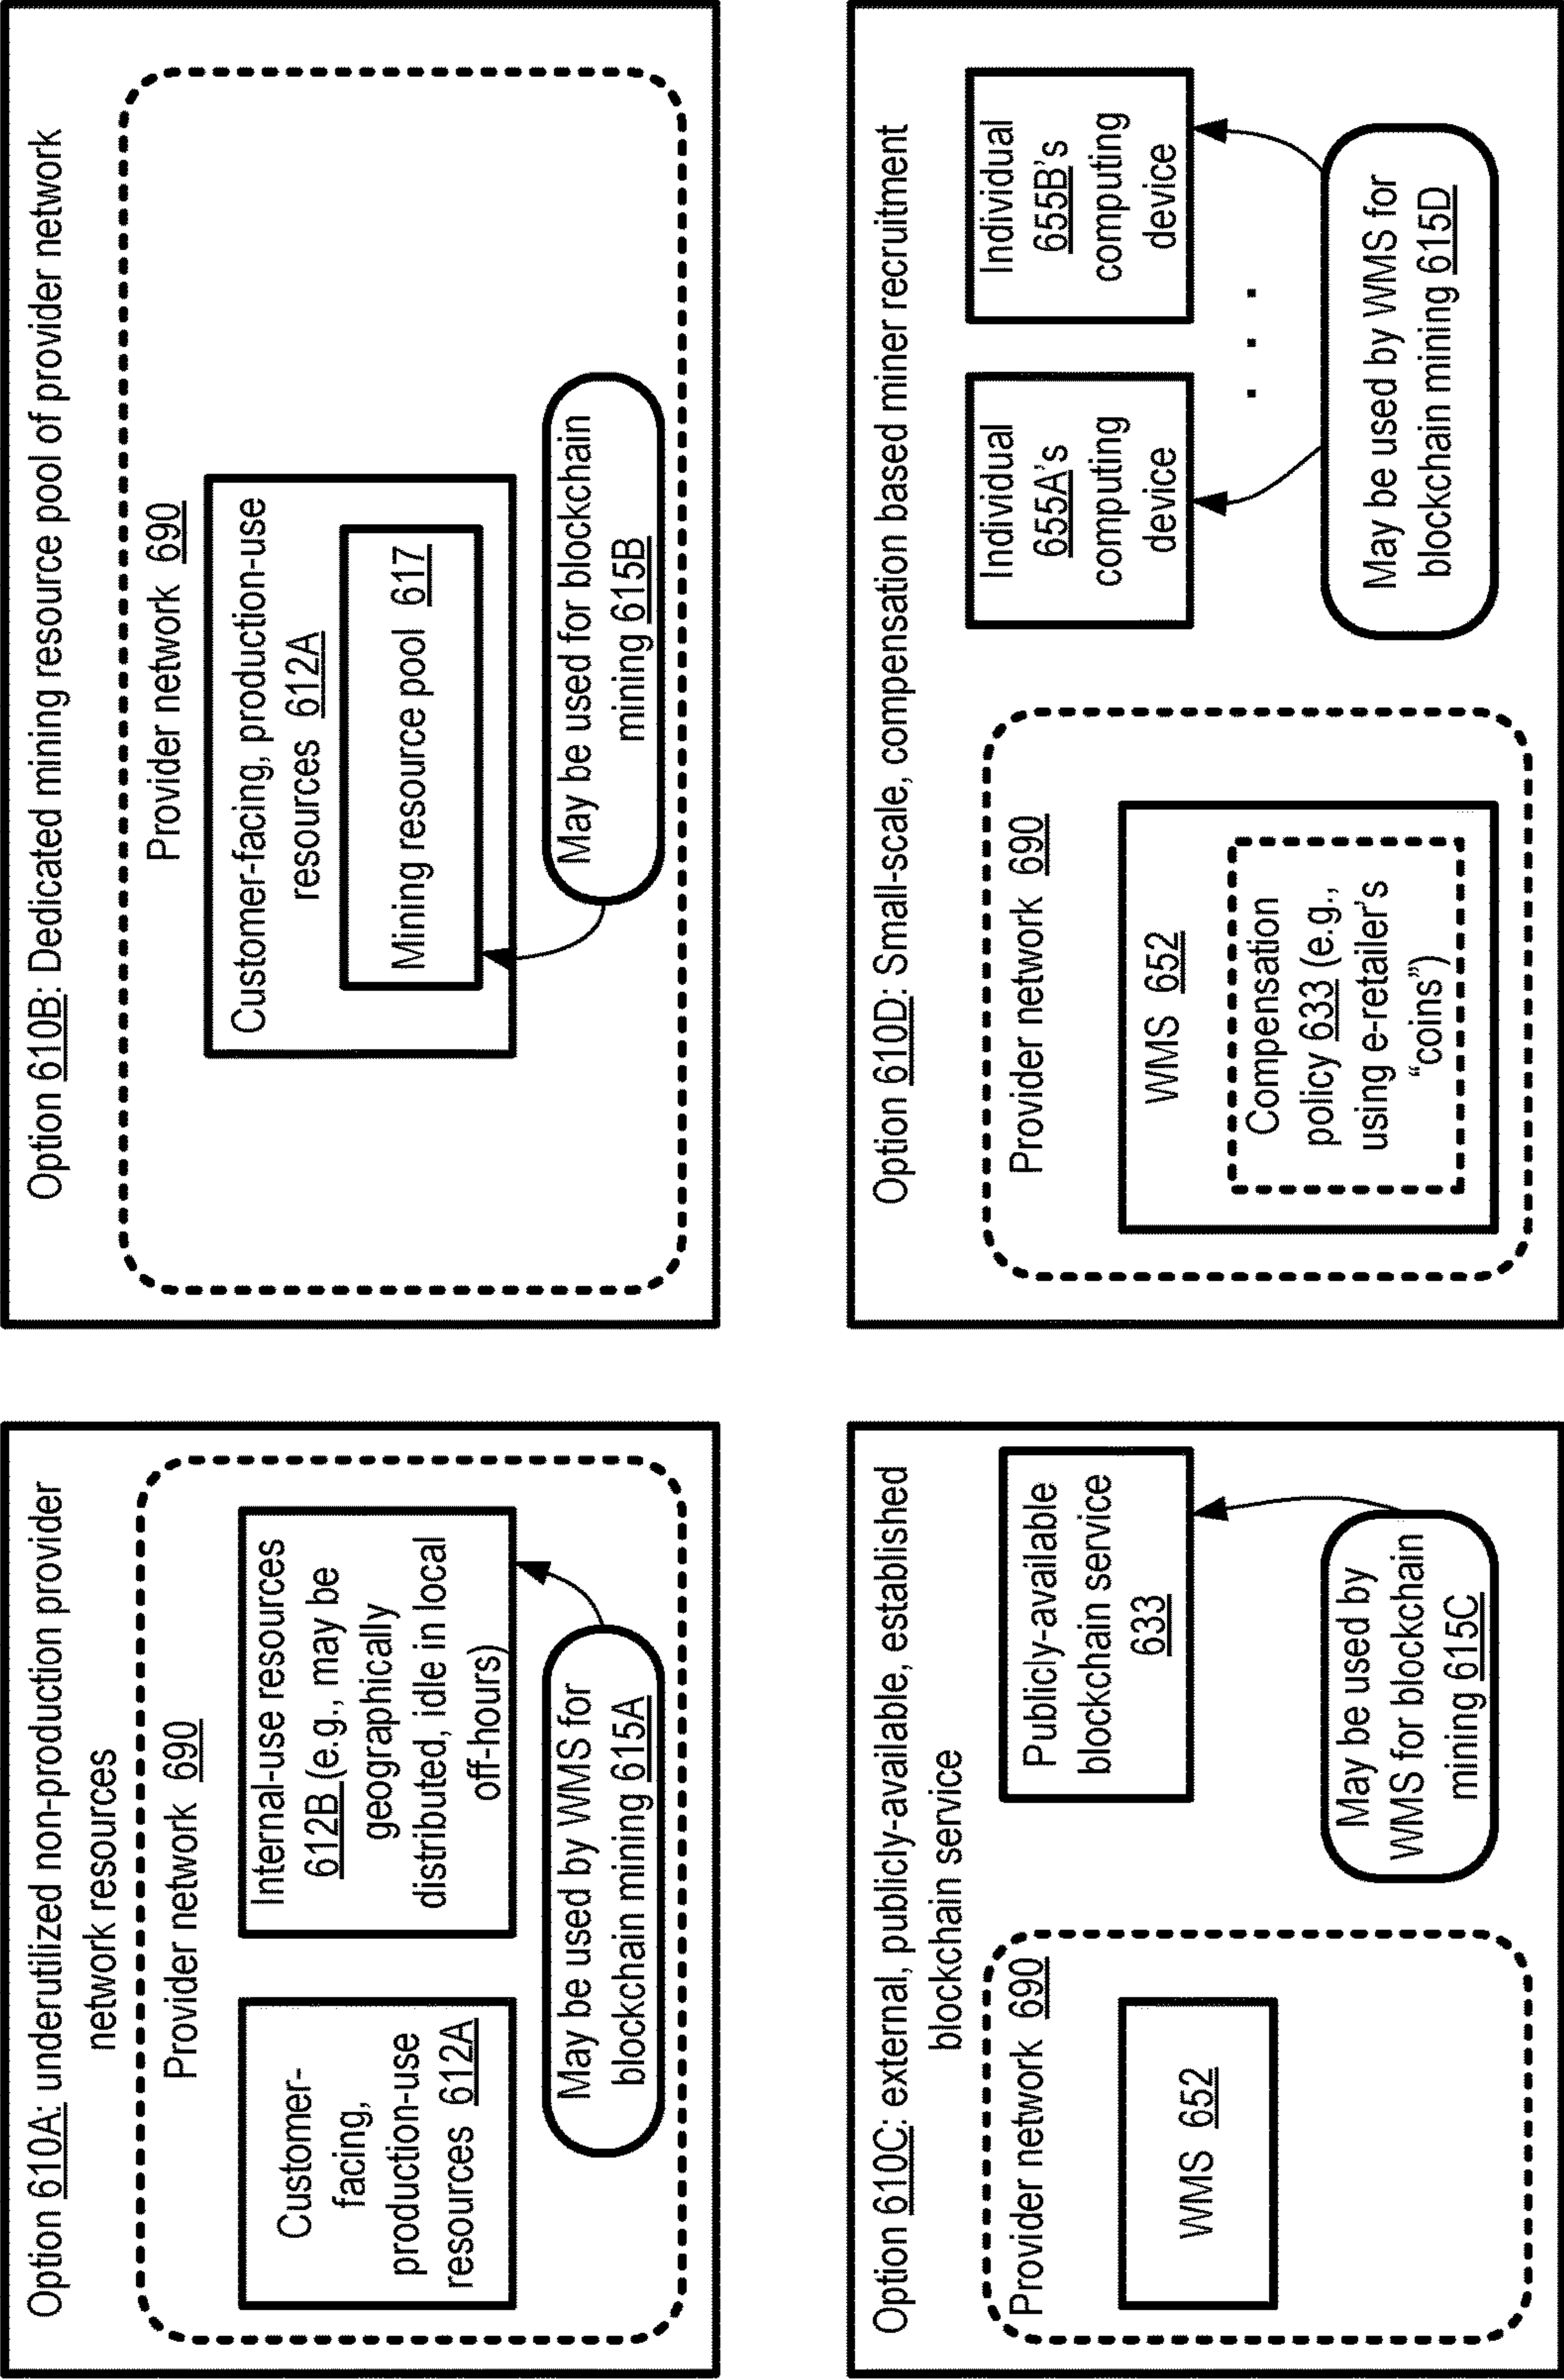 Option 610A: underutilized non-production provider
network resources
Provider network 690
Customer-
facing,
production-use
resources 612A
Internal-use resources
612B (e.g., may be
geographically
distributed, idle in local
off-hours)
May be used by WMS for
blockchain mining 615A
Option 610B: Dedicated mining resource pool of provider network
Provider network 690
Customer-facing, production-use
resources 612A
Mining resource pool 617
May be used for blockchain
mining 615B
Option 610C: external, publicly-available, established
blockchain service
Provider network 690
WMS 652
Publicly-available
blockchain service
633
May be used by
WMS for blockchain
mining 615C
Option 610D: Small-scale, compensation based miner recruitment
Provider network 690
WMS 652
Compensation
policy 633 (e.g.,
using e-retailer's
“coins”)
Individual
655A's
computing
device
. . .
Individual
655B's
computing
device
May be used by WMS for
blockchain mining 615D